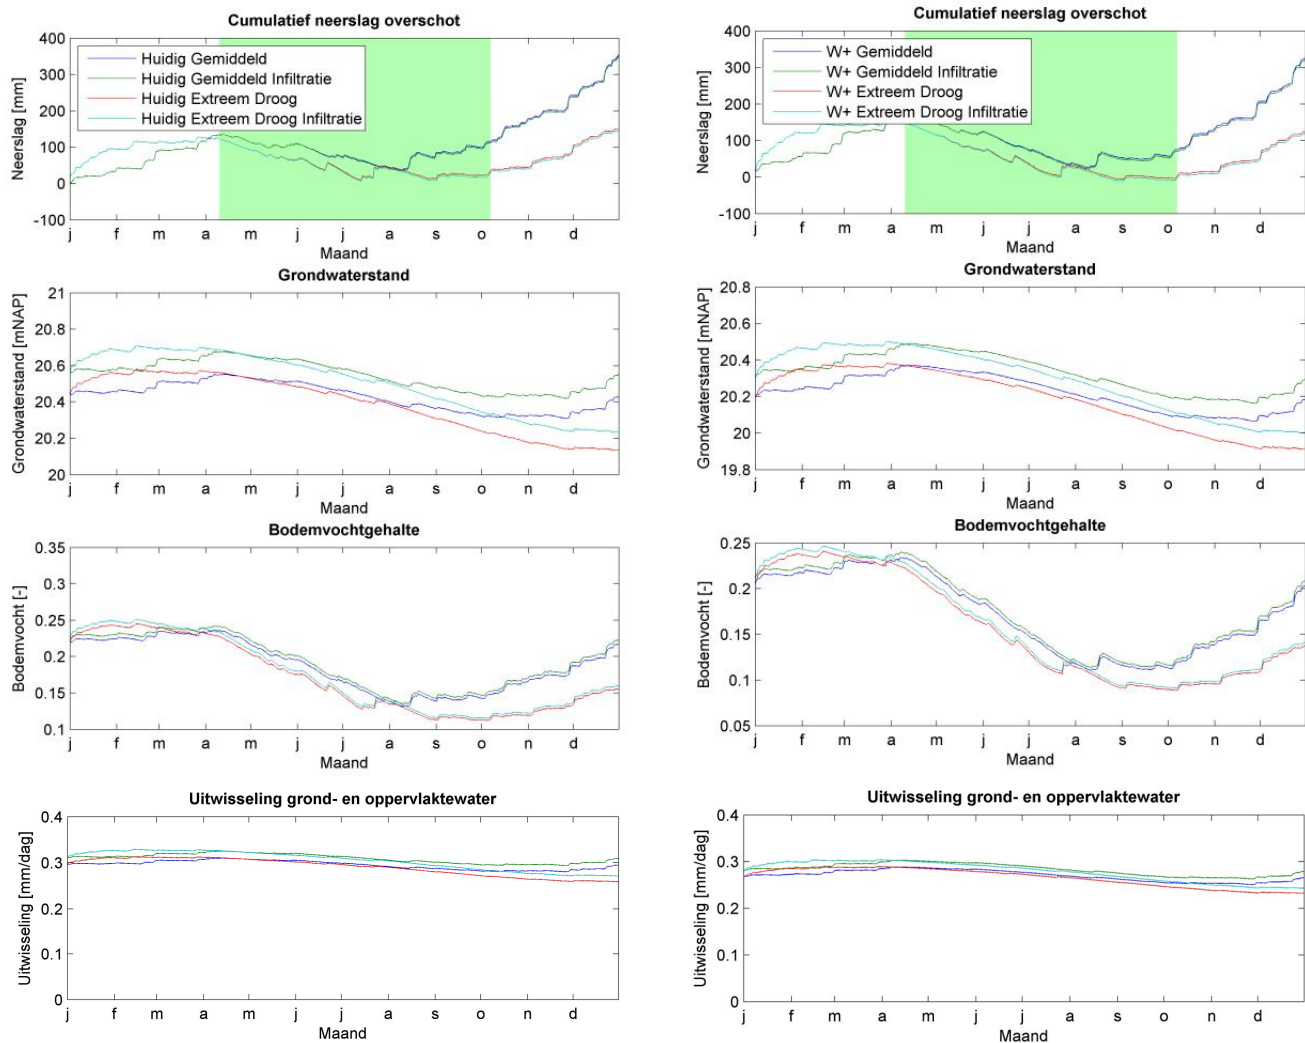 Cumulatief neerslag overschot
400
300
200
100
0
-100
Neerslag [mm]
Huidig Gemiddeld
Huidig Gemiddeld Infiltratie
Huidig Extreem Droog
Huidig Extreem Droog Infiltratie
j f m a m j j a s o n d
Maand
Grondwaterstand
21
20.8
20.6
20.4
20.2
20
Grondwaterstand [mNAP]
j f m a m j j a s o n d
Maand
Bodemvochtgehalte
0.35
0.3
0.25
0.2
0.15
0.1
Bodemvocht [-]
j f m a m j j a s o n d
Maand
Uitwisseling grond- en oppervlaktewater
0.4
0.3
0.2
0.1
0
Uitwisseling [mm/dag]
j f m a m j j a s o n d
Maand
Cumulatief neerslag overschot
400
300
200
100
0
-100
Neerslag [mm]
W+ Gemiddeld
W+ Gemiddeld Infiltratie
W+ Extreem Droog
W+ Extreem Droog Infiltratie
j f m a m j j a s o n d
Maand
Grondwaterstand
20.8
20.6
20.4
20.2
20
19.8
Grondwaterstand [mNAP]
j f m a m j j a s o n d
Maand
Bodemvochtgehalte
0.25
0.2
0.15
0.1
0.05
Bodemvocht [-]
j f m a m j j a s o n d
Maand
Uitwisseling grond- en oppervlaktewater
0.4
0.3
0.2
0.1
0
Uitwisseling [mm/dag]
j f m a m j j a s o n d
Maand